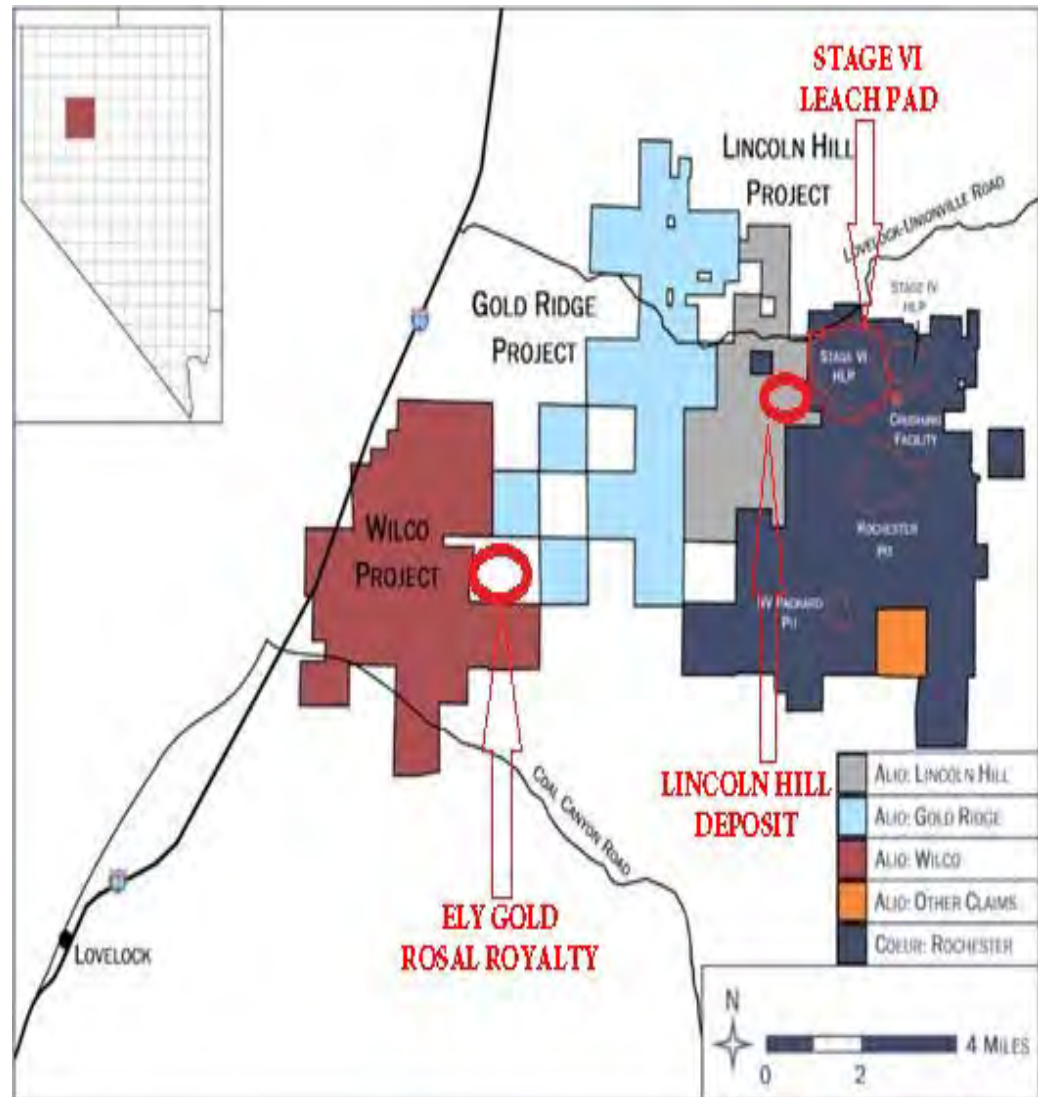 STAGE VI
LEACH PAD
LINCOLN HILL
PROJECT
LOVELOCK-UNIONVILLE ROAD
STAGE IV
HLP
GOLD RIDGE
PROJECT
STAGE VI
HLP
CRUSHING
FACILITY
WILCO
PROJECT
ROCHESTER
PIT
NV PACKARD
PIT
LINCOLN HILL
DEPOSIT
COAL CANYON ROAD
ELY GOLD
ROSAL ROYALTY
LOVELOCK
ALIO: LINCOLN HILL
ALIO: GOLD RIDGE
ALIO: WILCO
ALIO: OTHER CLAIMS
COEUR: ROCHESTER
N
4 MILES
0 2